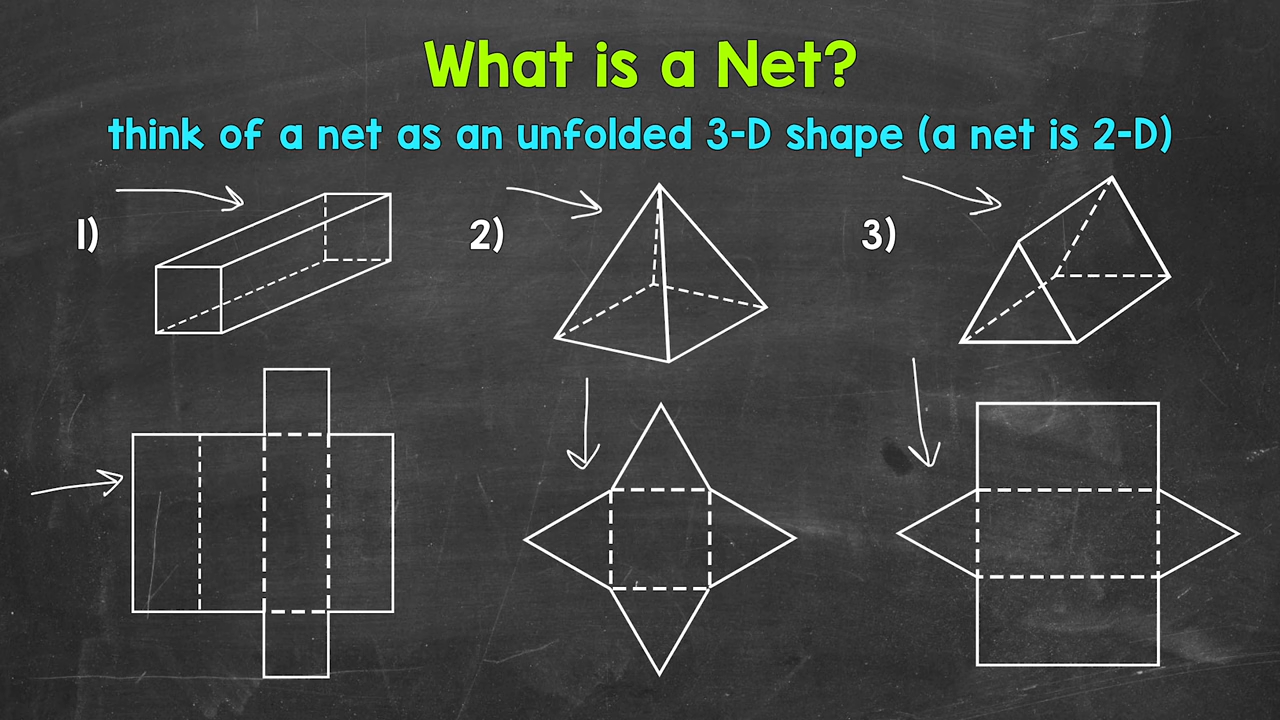 What is a Net?
think of a net as an unfolded 3-D shape (a net is 2-D)
1)
2)
3)